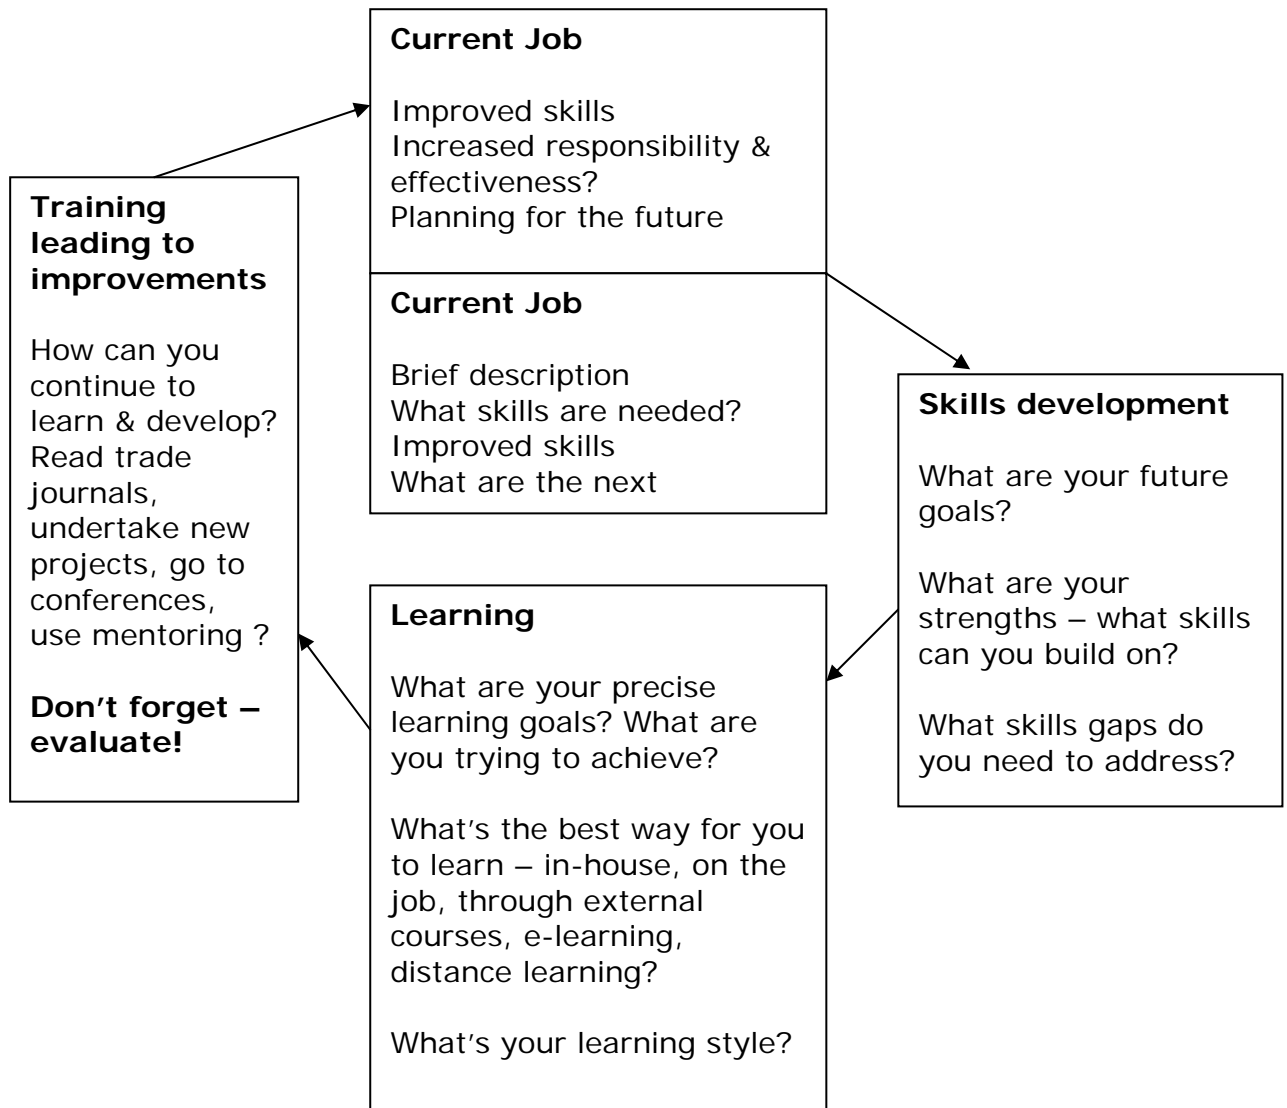 Current Job
Improved skills
Increased responsibility &
effectiveness?
Planning for the future
Current Job
Brief description
What skills are needed?
Improved skills
What are the next
Skills development
What are your future
goals?
What are your
strengths – what skills
can you build on?
What skills gaps do
you need to address?
Learning
What are your precise
learning goals? What are
you trying to achieve?
What's the best way for you
to learn – in-house, on the
job, through external
courses, e-learning,
distance learning?
What's your learning style?
Training
leading to
improvements
How can you
continue to
learn & develop?
Read trade
journals,
undertake new
projects, go to
conferences,
use mentoring ?
Don't forget –
evaluate!